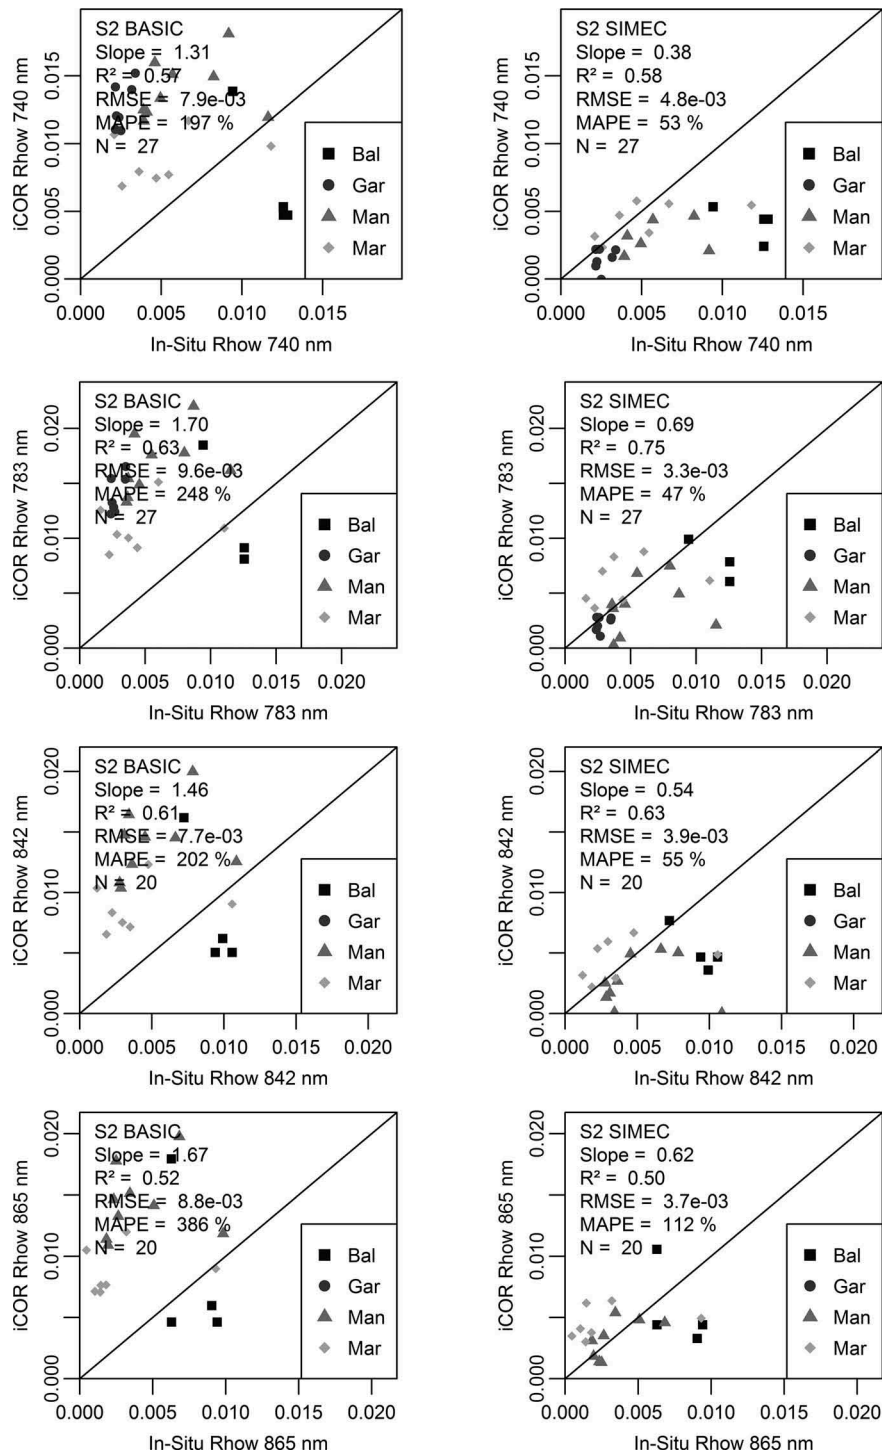 S2 BASIC
Slope = 1.31
R² = 0.57
RMSE = 7.9e-03
MAPE = 197 %
N = 27
Bal
Gar
Man
Mar
iCOR Rhow 740 nm
0.000 0.005 0.010 0.015
0.000 0.005 0.010 0.015
In-Situ Rhow 740 nm
S2 SIMEC
Slope = 0.38
R² = 0.58
RMSE = 4.8e-03
MAPE = 53 %
N = 27
Bal
Gar
Man
Mar
iCOR Rhow 740 nm
0.000 0.005 0.010 0.015
0.000 0.005 0.010 0.015
In-Situ Rhow 740 nm
S2 BASIC
Slope = 1.70
R² = 0.63
RMSE = 9.6e-03
MAPE = 248 %
N = 27
Bal
Gar
Man
Mar
iCOR Rhow 783 nm
0.000 0.010 0.020
0.000 0.005 0.010 0.015 0.020
In-Situ Rhow 783 nm
S2 SIMEC
Slope = 0.69
R² = 0.75
RMSE = 3.3e-03
MAPE = 47 %
N = 27
Bal
Gar
Man
Mar
iCOR Rhow 783 nm
0.000 0.010 0.020
0.000 0.005 0.010 0.015 0.020
In-Situ Rhow 783 nm
S2 BASIC
Slope = 1.46
R² = 0.61
RMSE = 7.7e-03
MAPE = 202 %
N = 20
Bal
Gar
Man
Mar
iCOR Rhow 842 nm
0.000 0.010 0.020
0.000 0.005 0.010 0.015 0.020
In-Situ Rhow 842 nm
S2 SIMEC
Slope = 0.54
R² = 0.63
RMSE = 3.9e-03
MAPE = 55 %
N = 20
Bal
Gar
Man
Mar
iCOR Rhow 842 nm
0.000 0.010 0.020
0.000 0.005 0.010 0.015 0.020
In-Situ Rhow 842 nm
S2 BASIC
Slope = 1.67
R² = 0.52
RMSE = 8.8e-03
MAPE = 386 %
N = 20
Bal
Gar
Man
Mar
iCOR Rhow 865 nm
0.000 0.010 0.020
0.000 0.005 0.010 0.015 0.020
In-Situ Rhow 865 nm
S2 SIMEC
Slope = 0.62
R² = 0.50
RMSE = 3.7e-03
MAPE = 112 %
N = 20
Bal
Gar
Man
Mar
iCOR Rhow 865 nm
0.000 0.010 0.020
0.000 0.005 0.010 0.015 0.020
In-Situ Rhow 865 nm